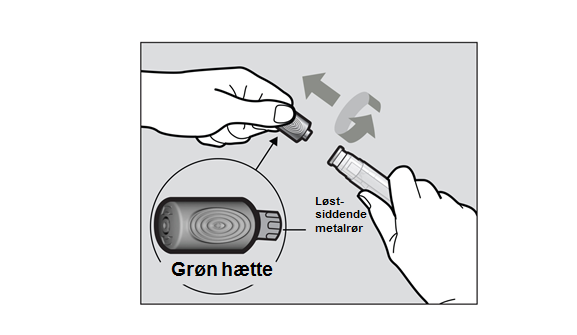 Løst-
siddende
metalrør
Grøn hætte